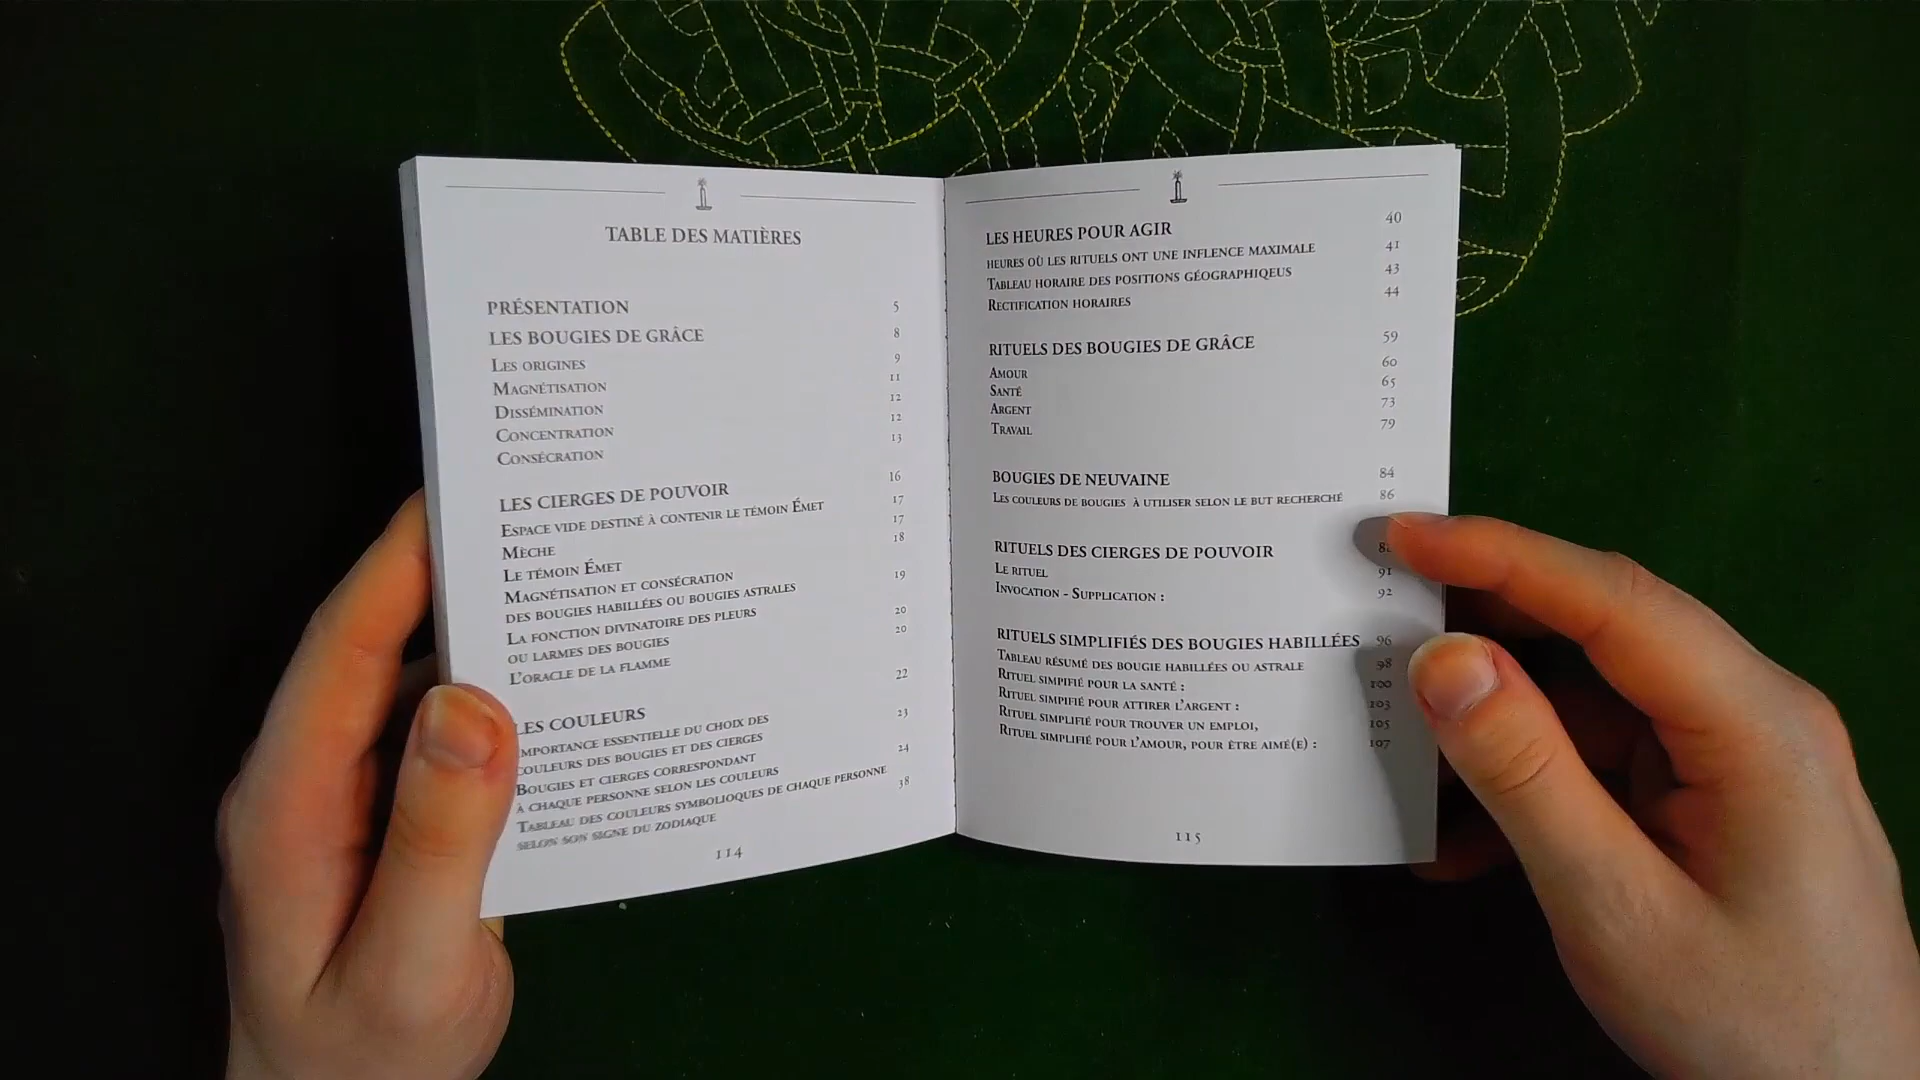 TABLE DES MATIÈRES
PRÉSENTATION 5
LES BOUGIES DE GRÂCE 8
LES ORIGINES 9
MAGNÉTISATION 11
DISSÉMINATION 12
CONCENTRATION 12
CONSÉCRATION 13
LES CIERGES DE POUVOIR 16
ESPACE VIDE DESTINÉ À CONTENIR LE TÉMOIN ÉMET 17
MÈCHE 17
LE TÉMOIN ÉMET 18
MAGNÉTISATION ET CONSÉCRATION
DES BOUGIES HABILLÉES OU BOUGIES ASTRALES 19
LA FONCTION DIVINATOIRE DES PLEURS
OU LARMES DES BOUGIES 20
L'ORACLE DE LA FLAMME 20
LES COULEURS 22
IMPORTANCE ESSENTIELLE DU CHOIX DES
COULEURS DES BOUGIES ET DES CIERGES 23
BOUGIES ET CIERGES CORRESPONDANT
À CHAQUE PERSONNE SELON LES COULEURS 24
TABLEAU DES COULEURS SYMBOLIOQUES DE CHAQUE PERSONNE
SELON SON SIGNE DU ZODIAQUE 38
114
LES HEURES POUR AGIR 40
HEURES OÙ LES RITUELS ONT UNE INFLENCE MAXIMALE 41
TABLEAU HORAIRE DES POSITIONS GÉOGRAPHIQEUS 43
RECTIFICATION HORAIRES 44
RITUELS DES BOUGIES DE GRÂCE 59
AMOUR 60
SANTÉ 65
ARGENT 73
TRAVAIL 79
BOUGIES DE NEUVAINE 84
LES COULEURS DE BOUGIES À UTILISER SELON LE BUT RECHERCHÉ 86
RITUELS DES CIERGES DE POUVOIR
LE RITUEL 91
INVOCATION - SUPPLICATION : 92
RITUELS SIMPLIFIÉS DES BOUGIES HABILLÉES 96
TABLEAU RÉSUMÉ DES BOUGIE HABILLÉES OU ASTRALE 98
RITUEL SIMPIFIÉ POUR LA SANTÉ : 100
RITUEL SIMPLIFIÉ POUR ATTIRER L'ARGENT : 103
RITUEL SIMPLIFIÉ POUR TROUVER UN EMPLOI, 105
RITUEL SIMPLIFIÉ POUR L'AMOUR, POUR ÊTRE AIMÉ(E) : 107
115